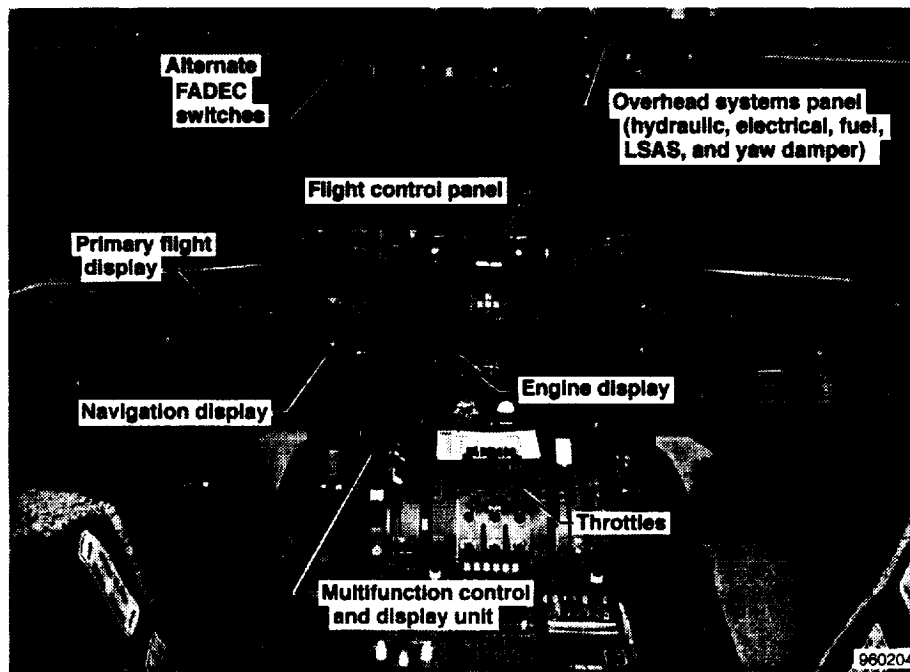 Alternate
FADEC
switches
Overhead systems panel
(hydraulic, electrical, fuel,
LSAS, and yaw damper)
Flight control panel
Primary flight
display
Engine display
Navigation display
Throttles
Multifunction control
and display unit
960204